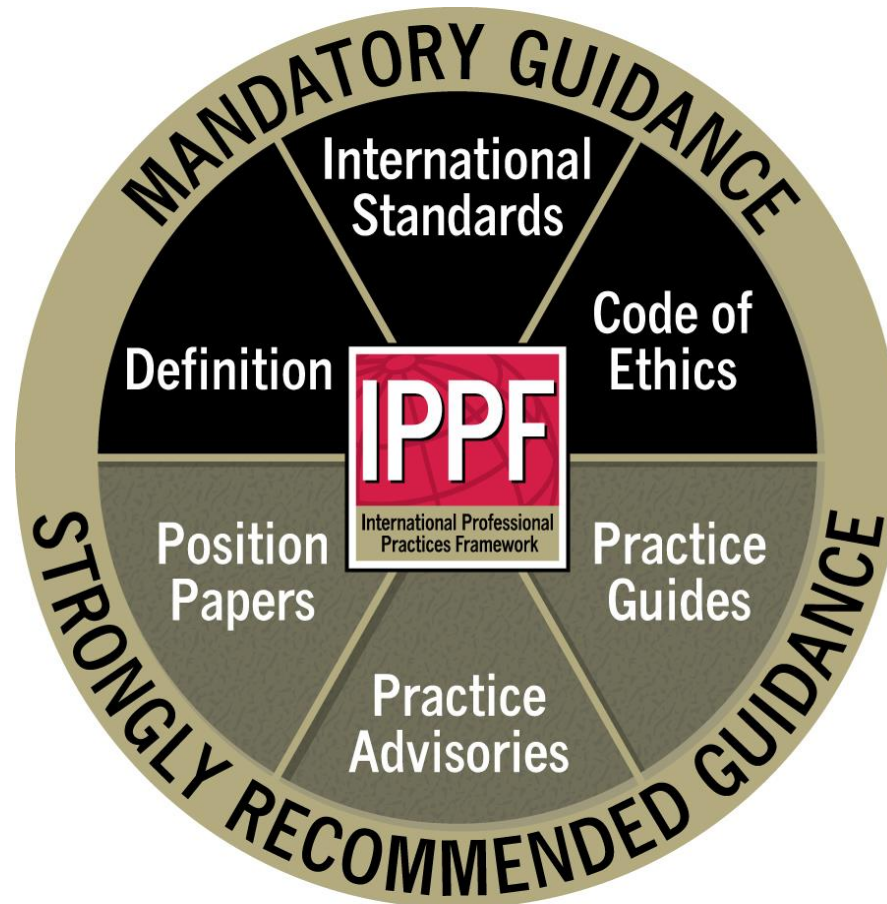 MANDATORY GUIDANCE
International
Standards
Definition
Code of
Ethics
IPPF
International Professional
Practices Framework
Position
Papers
Practice
Guides
Practice
Advisories
STRONGLY RECOMMENDED GUIDANCE